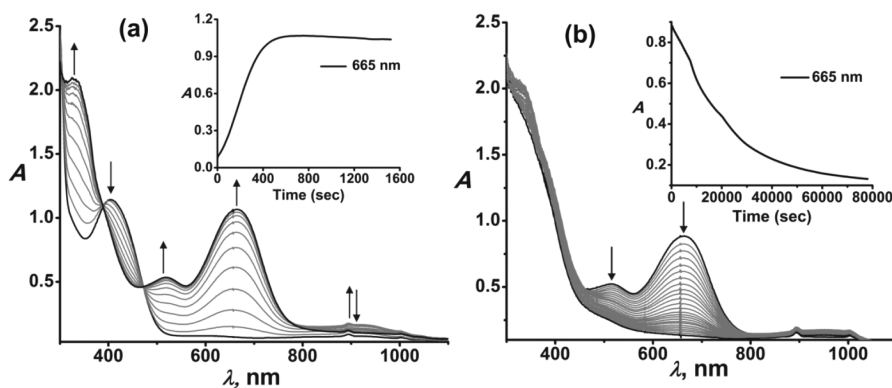 (a)
2.5
2.0
1.5
1.0
0.5
A
400 600 800 1000
λ, nm
1.2
0.9
0.6
0.3
0.0
A
0 400 800 1200 1600
Time (sec)
665 nm
(b)
2.5
2.0
1.5
1.0
0.5
A
400 600 800 1000
λ, nm
0.8
0.6
0.4
0.2
A
0 20000 40000 60000 80000
Time (sec)
665 nm